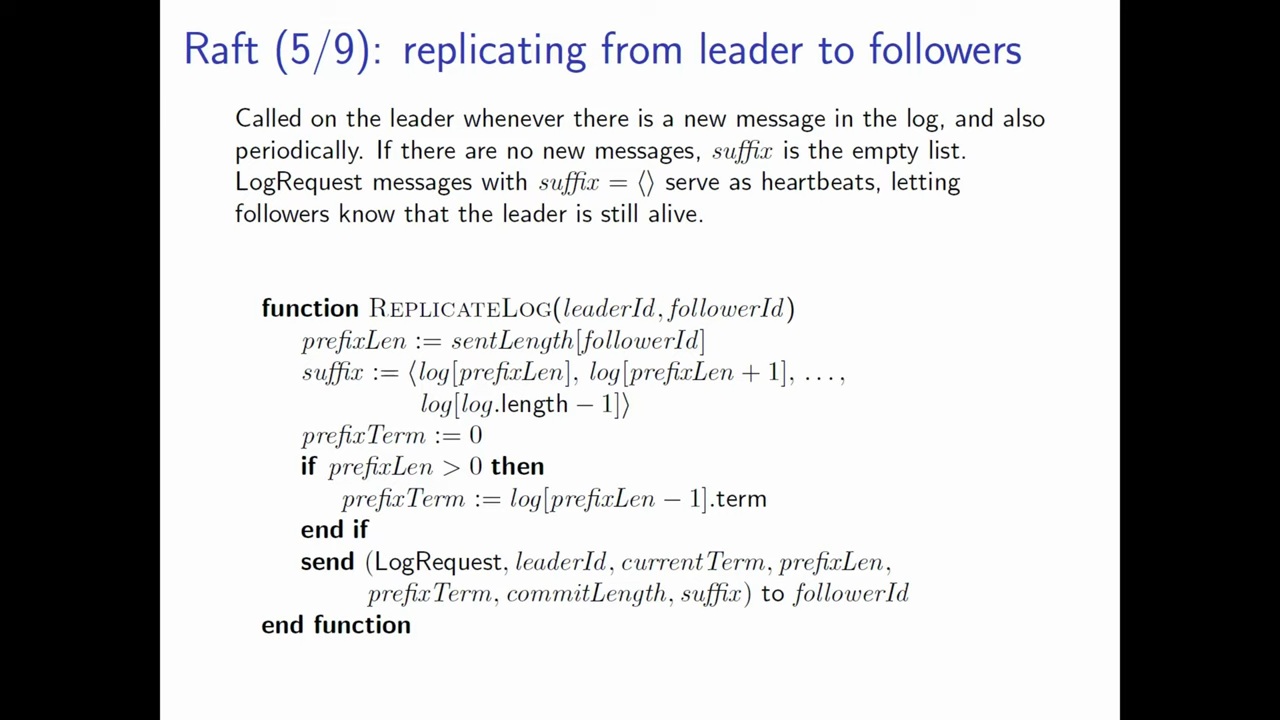 Raft (5/9): replicating from leader to followers
Called on the leader whenever there is a new message in the log, and also
periodically. If there are no new messages, suffix is the empty list.
LogRequest messages with suffix = ⟨⟩ serve as heartbeats, letting
followers know that the leader is still alive.
function REPLICATELOG(leaderId, followerId)
prefixLen := sentLength[followerId]
suffix := ⟨log[prefixLen], log[prefixLen + 1], . . . ,
log[log.length − 1]⟩
prefixTerm := 0
if prefixLen > 0 then
prefixTerm := log[prefixLen − 1].term
end if
send (LogRequest, leaderId, currentTerm, prefixLen,
prefixTerm, commitLength, suffix) to followerId
end function